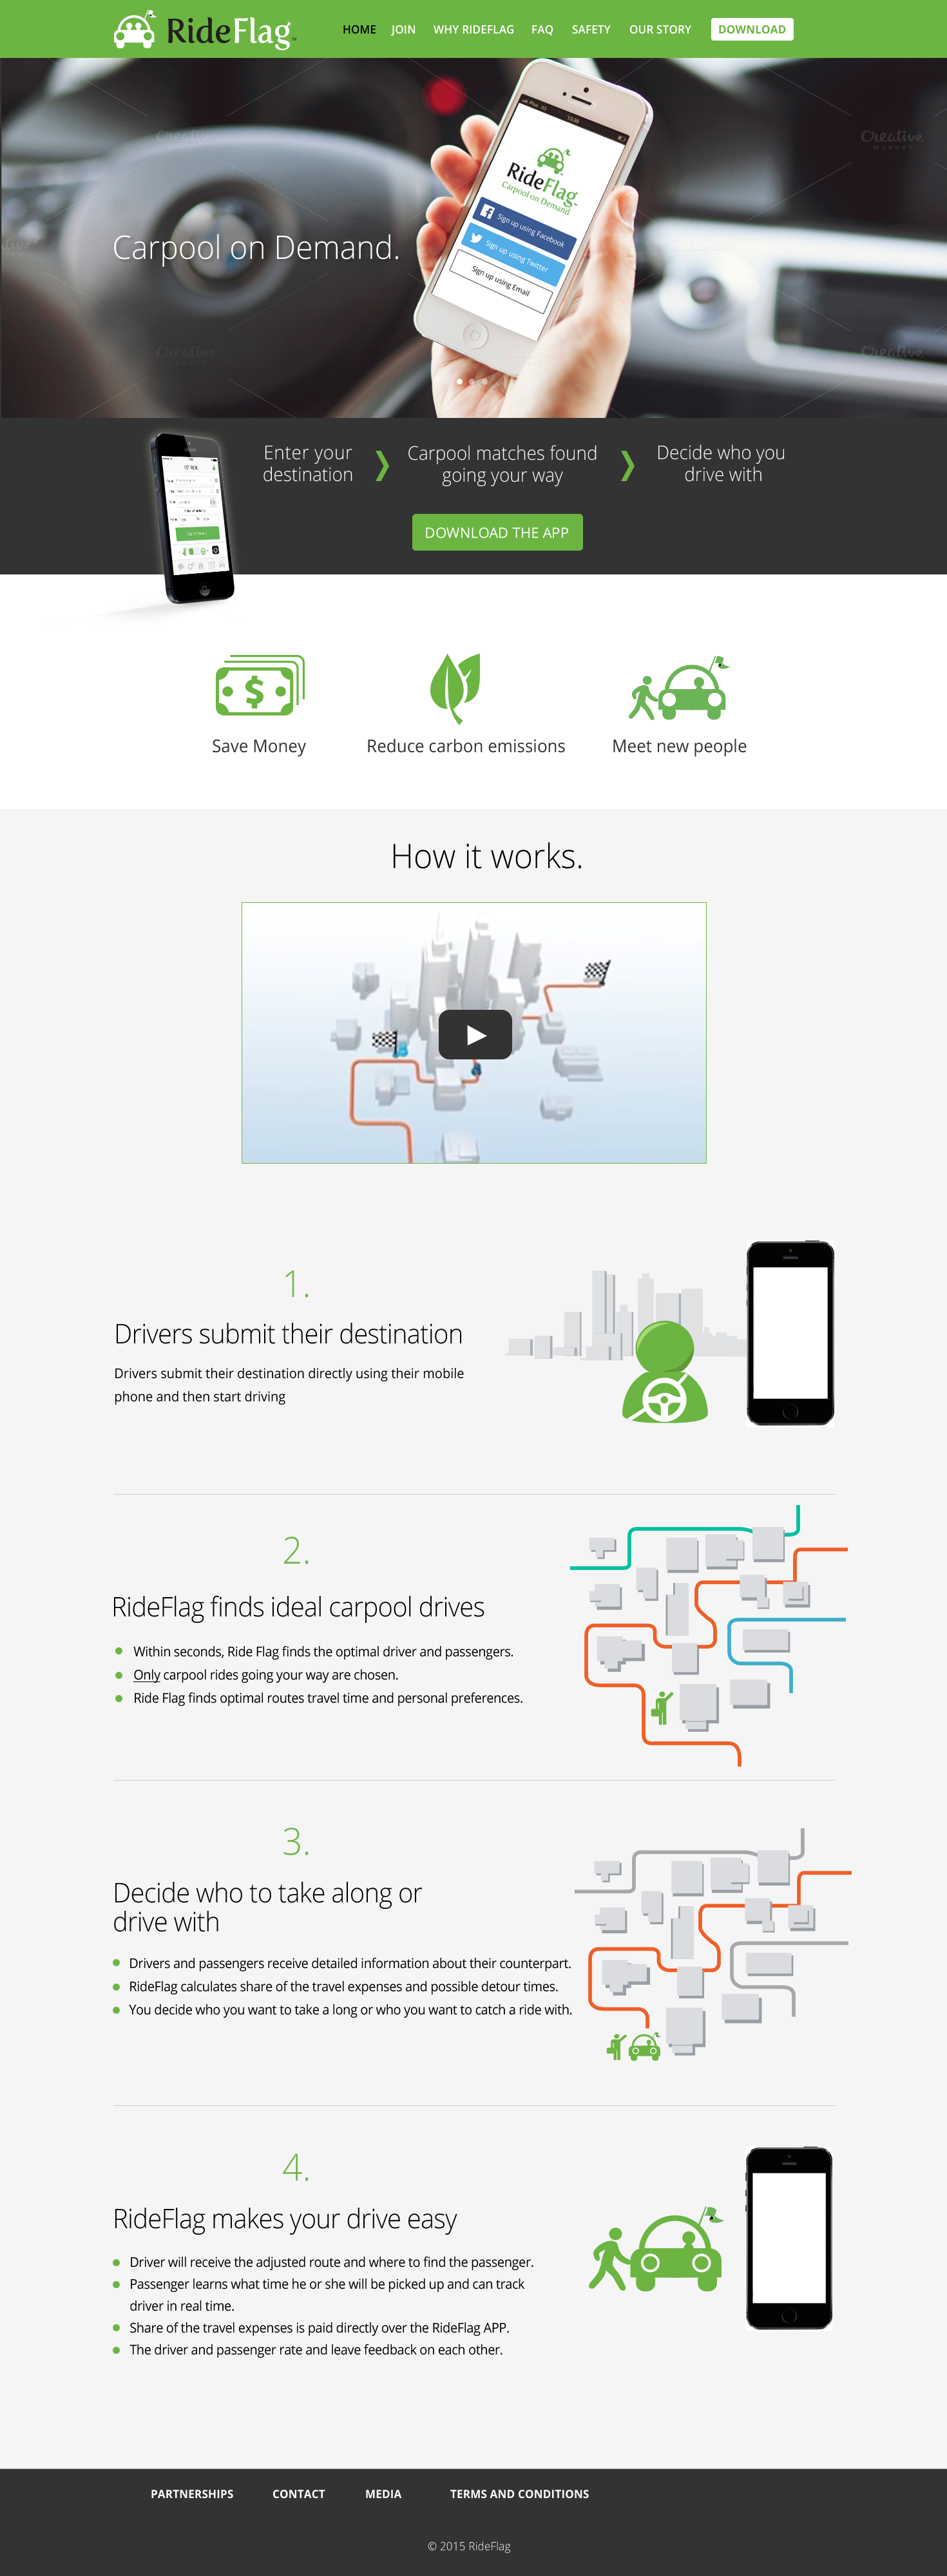 RideFlag™
HOME JOIN WHY RIDEFLAG FAQ SAFETY OUR STORY DOWNLOAD
Creative
MARKET
Creative
Creative
Carpool on Demand.
12:38
RideFlag™
Carpool on Demand
Sign up using Facebook
Sign up using Twitter
Sign up using Email
Enter your
destination
Carpool matches found
going your way
Decide who you
drive with
DOWNLOAD THE APP
Save Money
Reduce carbon emissions
Meet new people
How it works.
1.
Drivers submit their destination
Drivers submit their destination directly using their mobile
phone and then start driving
2.
RideFlag finds ideal carpool drives
Within seconds, Ride Flag finds the optimal driver and passengers.
Only carpool rides going your way are chosen.
Ride Flag finds optimal routes travel time and personal preferences.
3.
Decide who to take along or
drive with
Drivers and passengers receive detailed information about their counterpart.
RideFlag calculates share of the travel expenses and possible detour times.
You decide who you want to take a long or who you want to catch a ride with.
4.
RideFlag makes your drive easy
Driver will receive the adjusted route and where to find the passenger.
Passenger learns what time he or she will be picked up and can track
driver in real time.
Share of the travel expenses is paid directly over the RideFlag APP.
The driver and passenger rate and leave feedback on each other.
PARTNERSHIPS CONTACT MEDIA TERMS AND CONDITIONS
© 2015 RideFlag